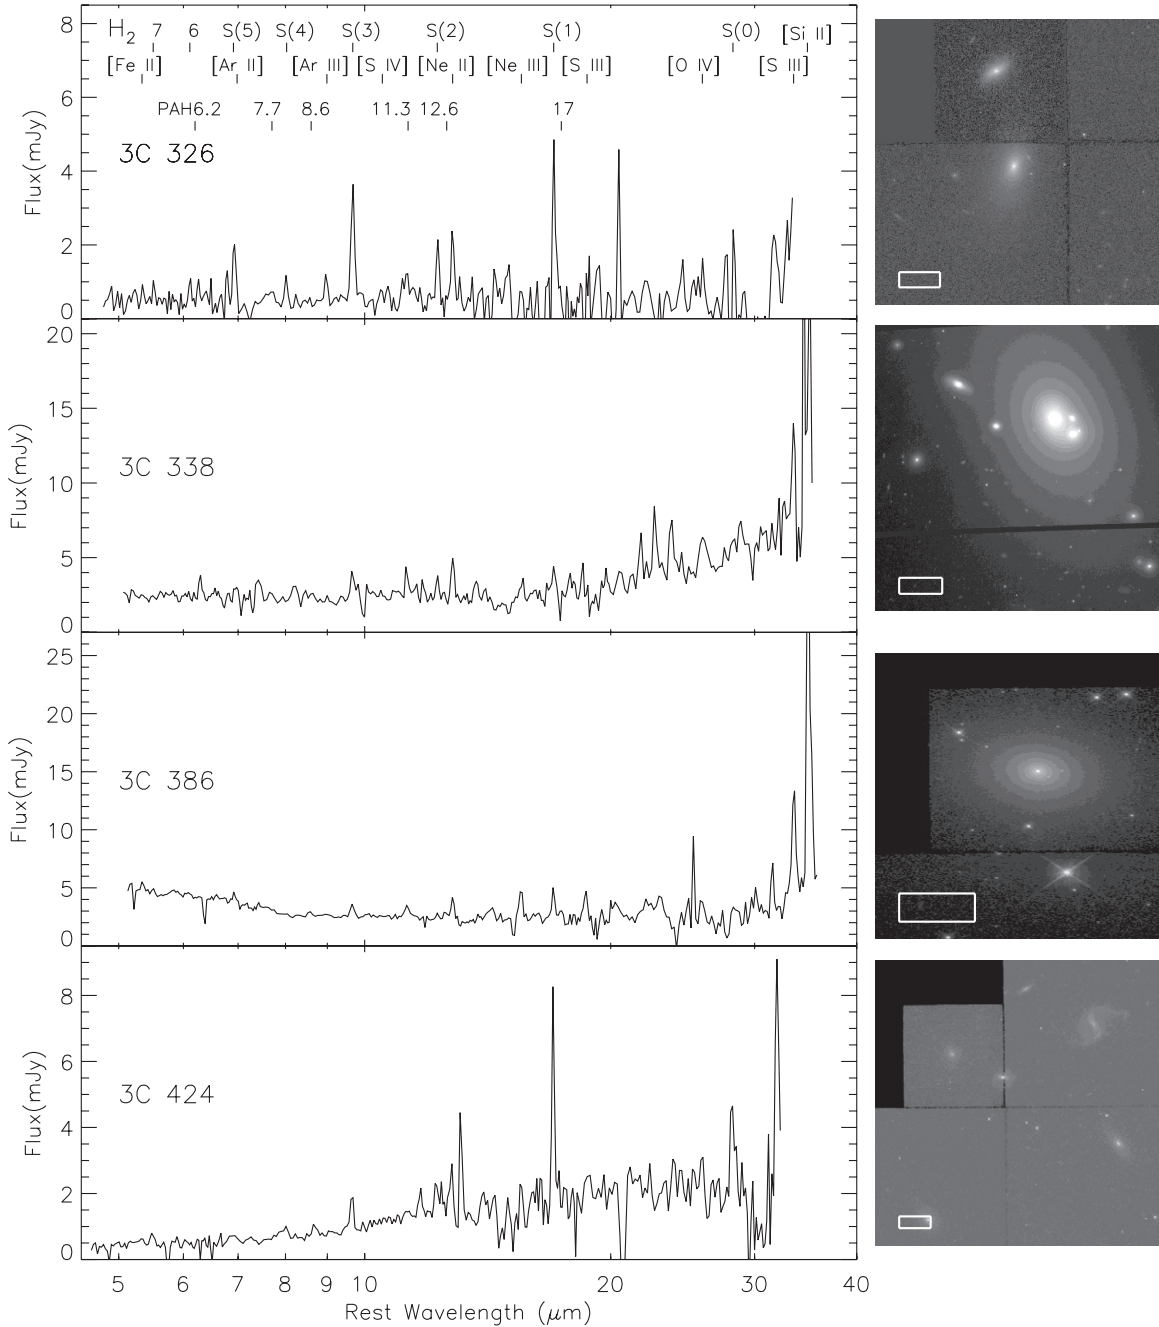 H2 7 6 S(5) S(4) S(3) S(2) S(1) S(0) [Si II]
[Fe II] [Ar II] [Ar III] [S IV] [Ne II] [Ne III] [S III] [O IV] [S III]
PAH6.2 7.7 8.6 11.3 12.6 17
3C 326
Flux(mJy)
8
6
4
2
0
3C 338
Flux(mJy)
20
15
10
5
0
3C 386
Flux(mJy)
25
20
15
10
5
0
3C 424
Flux(mJy)
8
6
4
2
0
5 6 7 8 9 10 20 30 40
Rest Wavelength (μm)